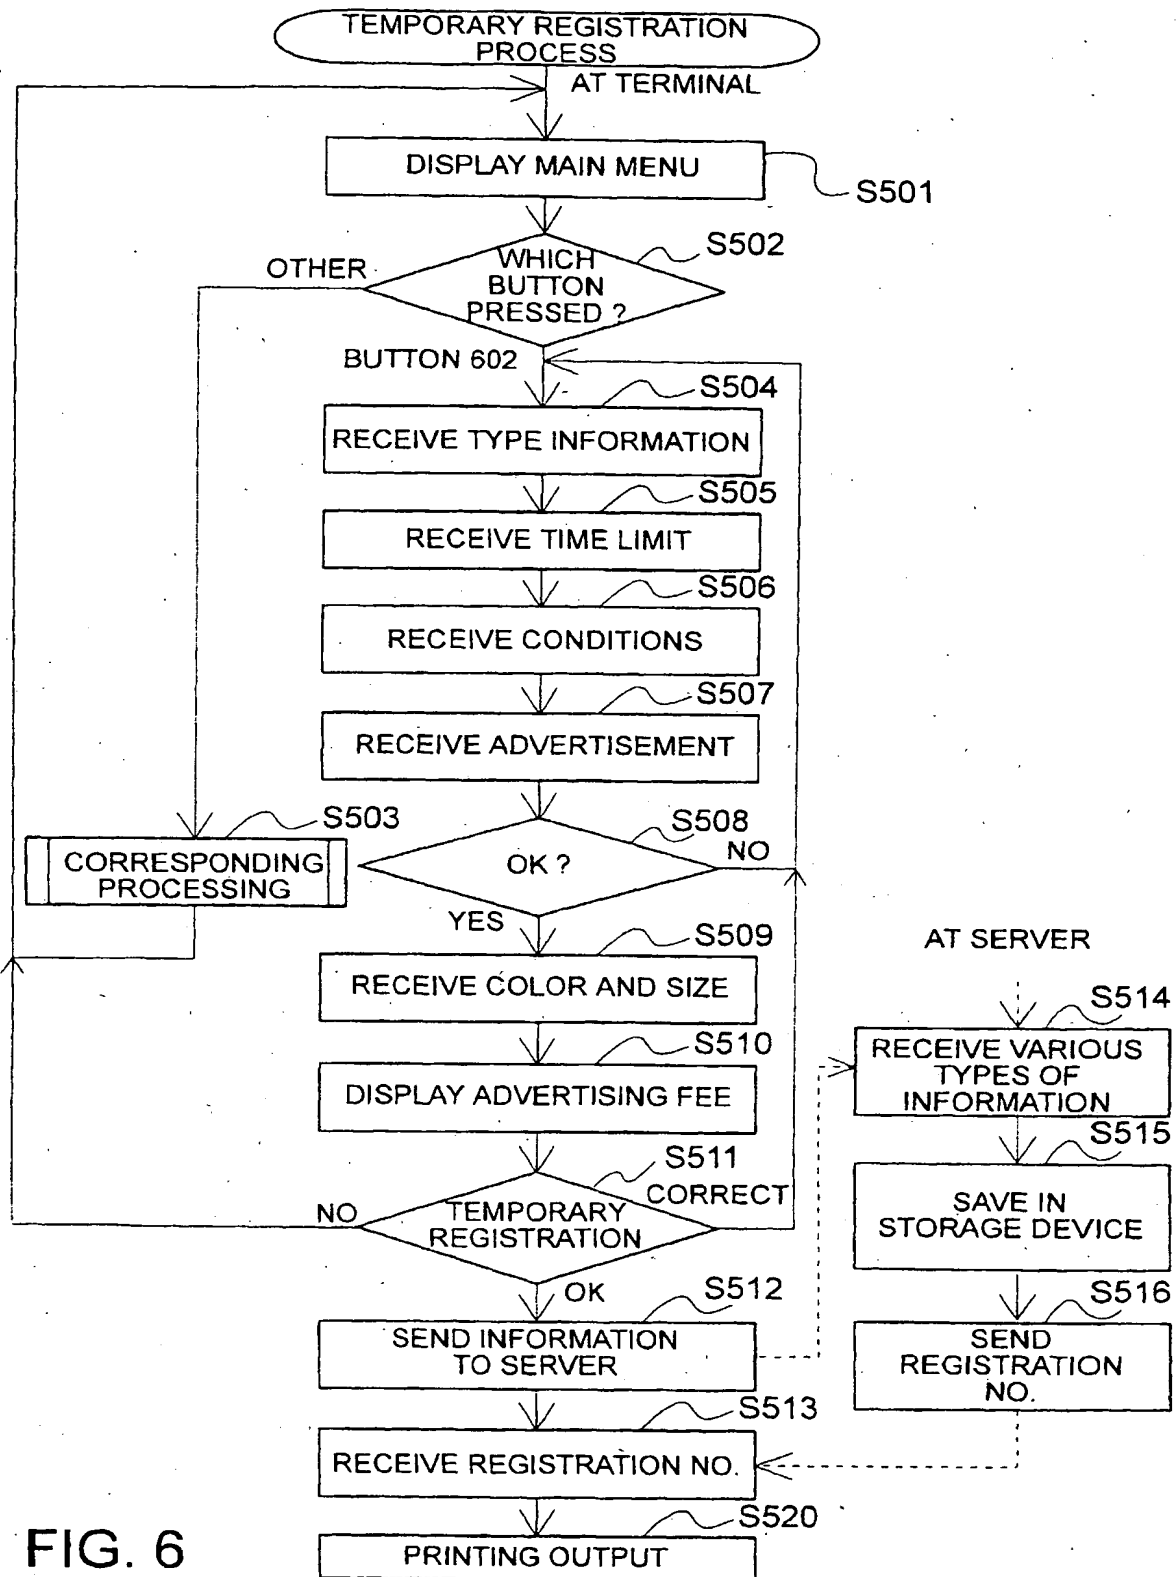 TEMPORARY REGISTRATION
PROCESS
AT TERMINAL
DISPLAY MAIN MENU
S501
S502
WHICH
BUTTON
PRESSED ?
OTHER
BUTTON 602
S504
RECEIVE TYPE INFORMATION
S505
RECEIVE TIME LIMIT
S506
RECEIVE CONDITIONS
S507
RECEIVE ADVERTISEMENT
S503
CORRESPONDING
PROCESSING
S508
OK ?
NO
YES
S509
RECEIVE COLOR AND SIZE
S510
DISPLAY ADVERTISING FEE
S511
TEMPORARY
REGISTRATION
NO
CORRECT
OK
S512
SEND INFORMATION
TO SERVER
S513
RECEIVE REGISTRATION NO.
S520
PRINTING OUTPUT
AT SERVER
S514
RECEIVE VARIOUS
TYPES OF
INFORMATION
S515
SAVE IN
STORAGE DEVICE
S516
SEND
REGISTRATION
NO.
FIG. 6